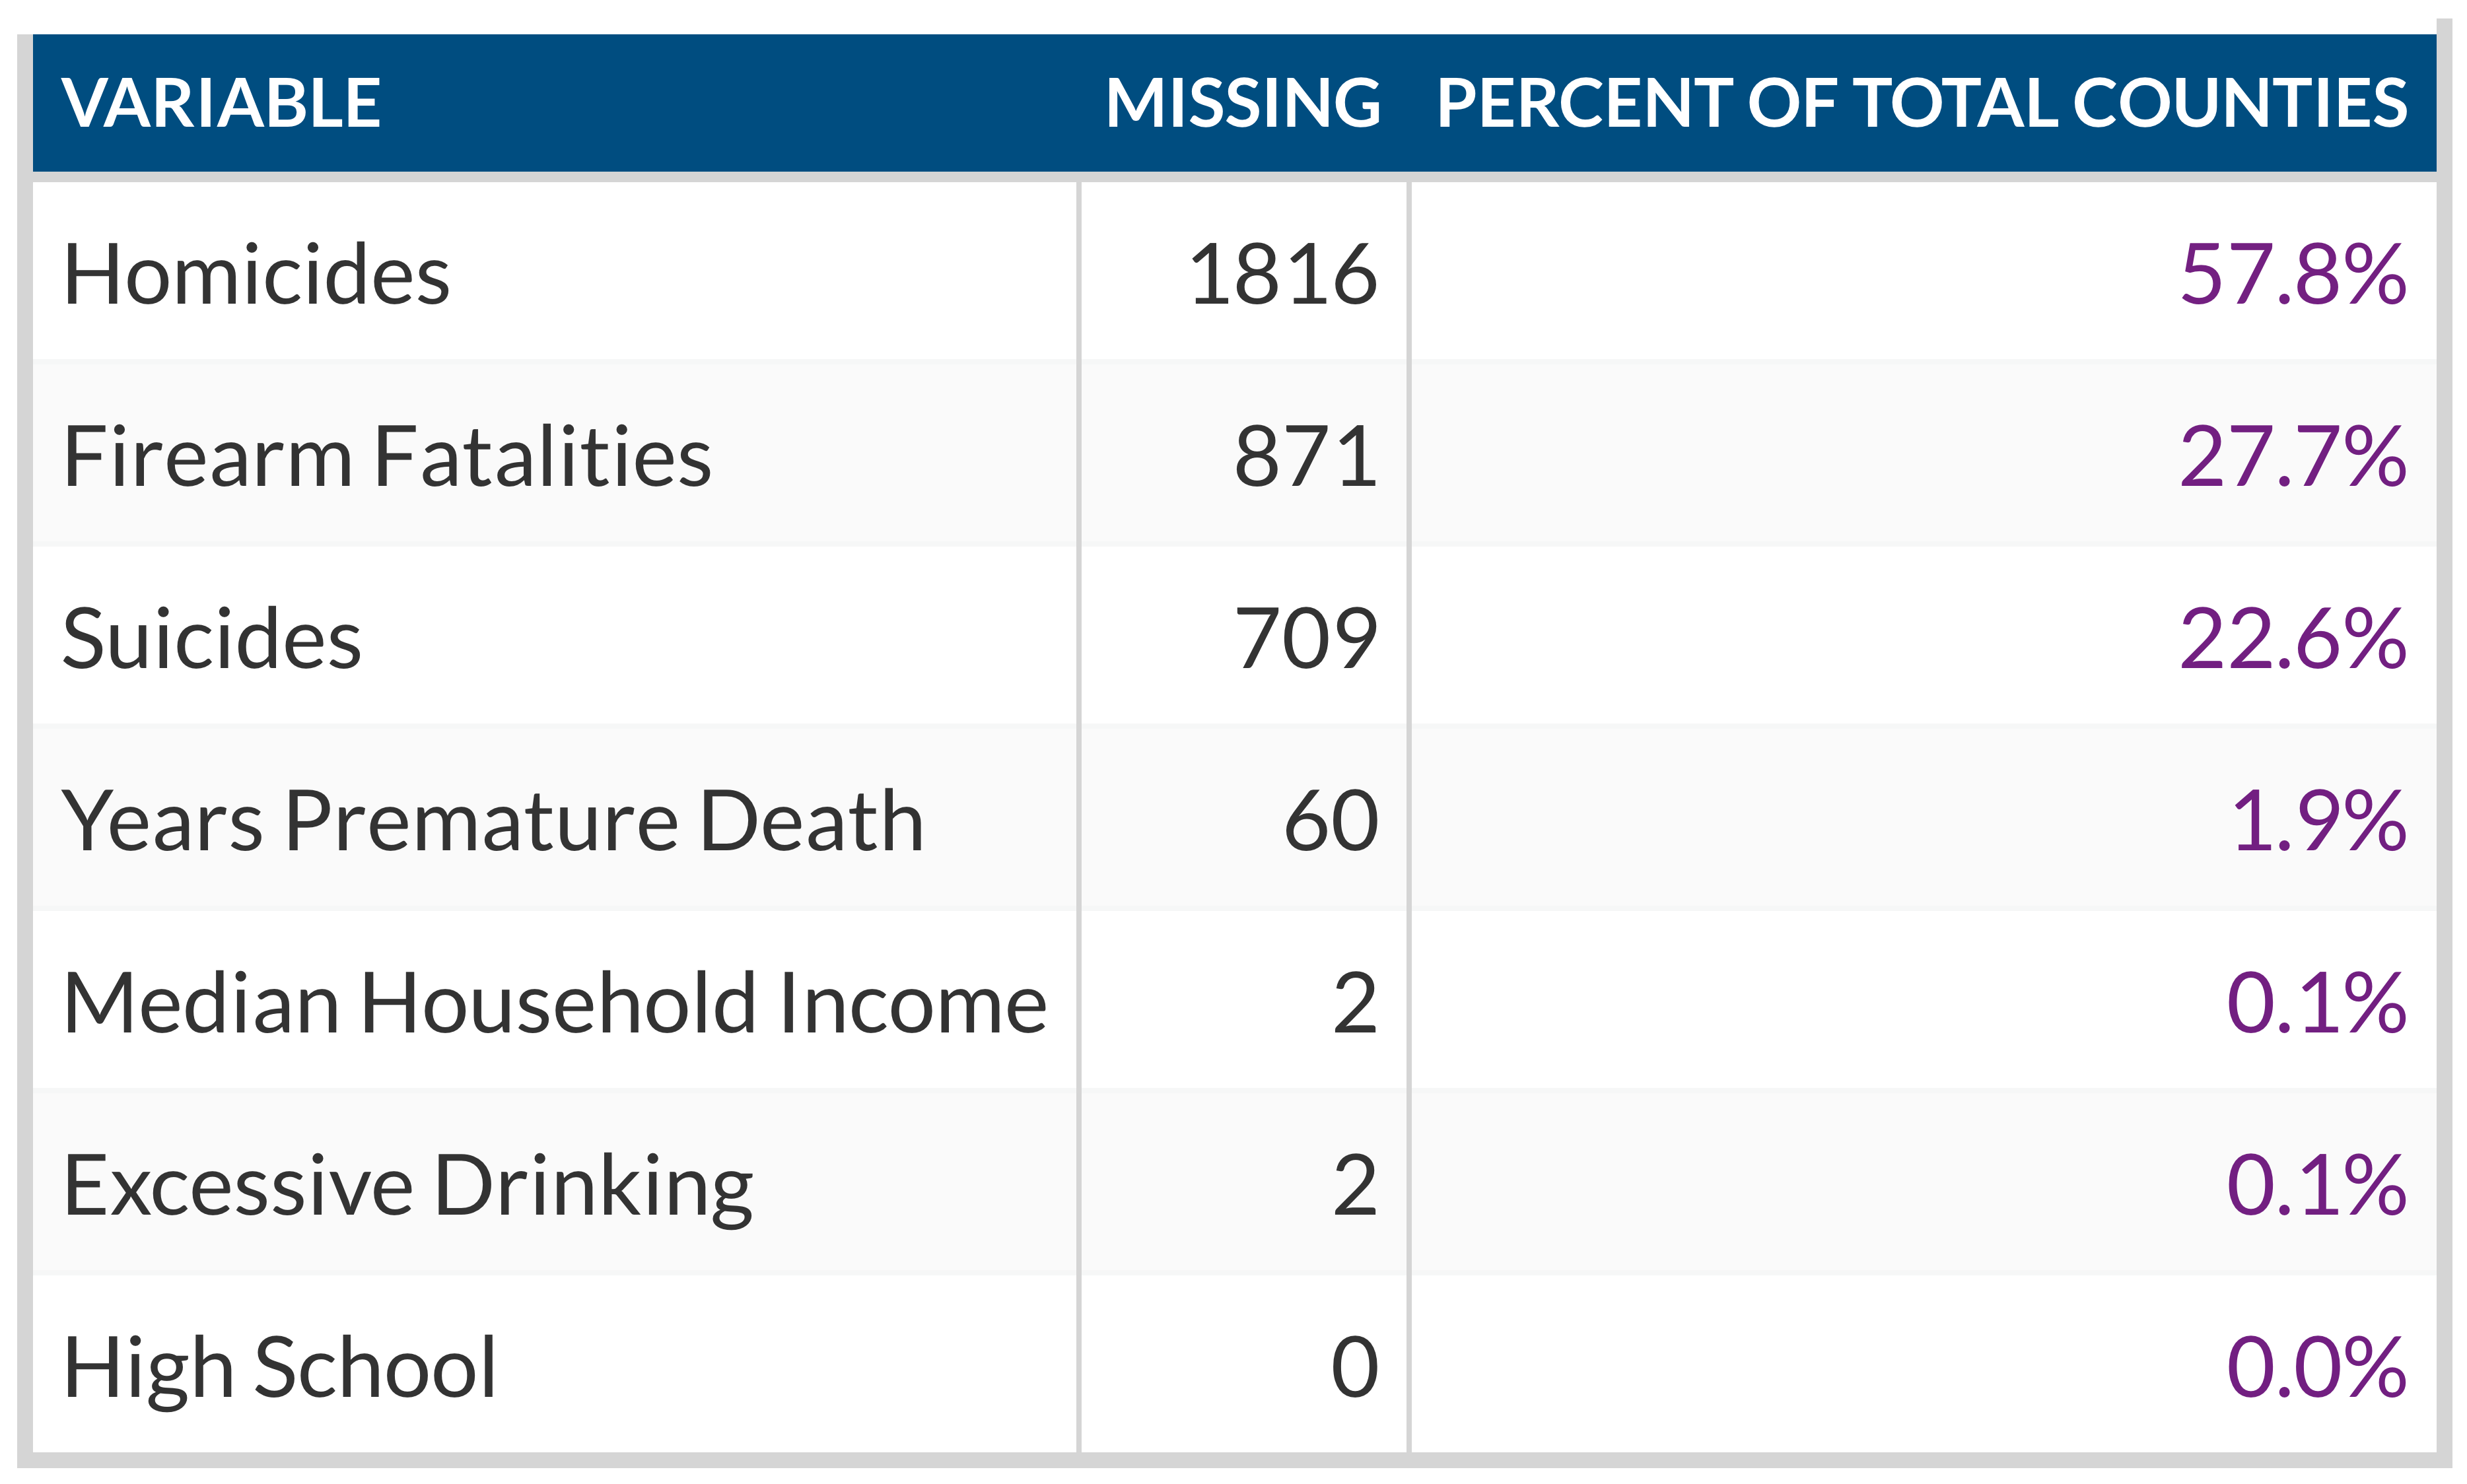 VARIABLE MISSING PERCENT OF TOTAL COUNTIES
Homicides 1816 57.8%
Firearm Fatalities 871 27.7%
Suicides 709 22.6%
Years Premature Death 60 1.9%
Median Household Income 2 0.1%
Excessive Drinking 2 0.1%
High School 0 0.0%